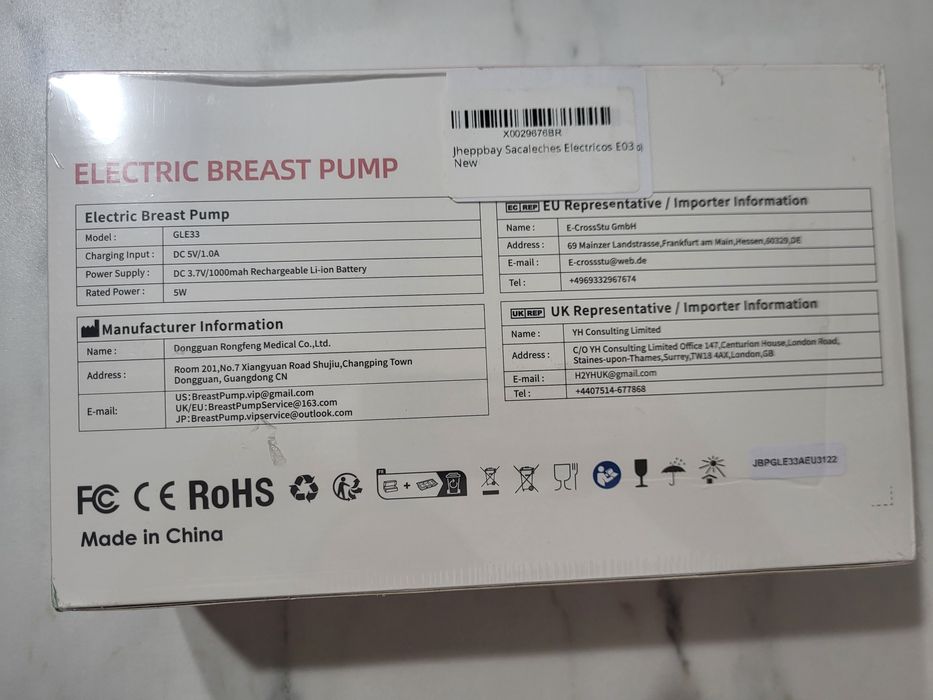 X0029676BR
Jheppbay Sacaleches Electricos E03
New
ELECTRIC BREAST PUMP
Electric Breast Pump
Model : GLE33
Charging Input : DC 5V/1.0A
Power Supply : DC 3.7V/1000mah Rechargeable Li-ion Battery
Rated Power : 5W
Manufacturer Information
Name : Dongguan Rongfeng Medical Co.,Ltd.
Address : Room 201,No.7 Xiangyuan Road Shujiu,Changping Town
Dongguan, Guangdong CN
E-mail: US:BreastPump.vip@gmail.com
UK/EU:BreastPumpService@163.com
JP:BreastPump.vipservice@outlook.com
EC REP EU Representative / Importer Information
Name : E-CrossStu GmbH
Address : 69 Mainzer Landstrasse,Frankfurt am Main,Hessen,60329,DE
E-mail : E-crossstu@web.de
Tel : +4969332967674
UK REP UK Representative / Importer Information
Name : YH Consulting Limited
Address : C/O YH Consulting Limited Office 147,Centurion House,London Road,
Staines-upon-Thames,Surrey,TW18 4AX,London,GB
E-mail : H2YHUK@gmail.com
Tel : +4407514-677868
FC CE RoHS
FR
JBPGLE33AEU3122
Made in China